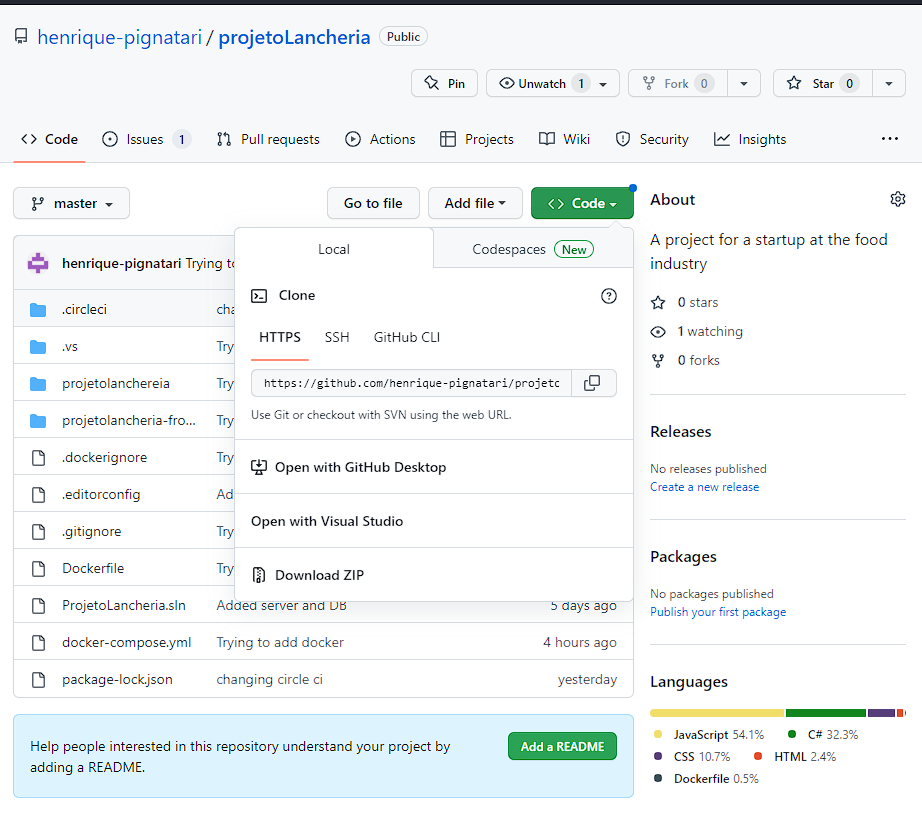 henrique-pignatari / projetoLancheria Public
Pin Unwatch 1 Fork 0 Star 0
Code Issues 1 Pull requests Actions Projects Wiki Security Insights
master Go to file Add file Code
henrique-pignatari Trying to
.circleci cha
.vs Try
projetolanchereia Try
projetolancheria-fro... Try
.dockerignore Try
.editorconfig Ad
.gitignore Try
Dockerfile Try
ProjetoLancheria.sln Added server and DB 5 days ago
docker-compose.yml Trying to add docker 4 hours ago
package-lock.json changing circle ci yesterday
Local Codespaces New
Clone
HTTPS SSH GitHub CLI
https://github.com/henrique-pignatari/projetc
Use Git or checkout with SVN using the web URL.
Open with GitHub Desktop
Open with Visual Studio
Download ZIP
Help people interested in this repository understand your project by
adding a README.
Add a README
About
A project for a startup at the food
industry
0 stars
1 watching
0 forks
Releases
No releases published
Create a new release
Packages
No packages published
Publish your first package
Languages
JavaScript 54.1% C# 32.3%
CSS 10.7% HTML 2.4%
Dockerfile 0.5%